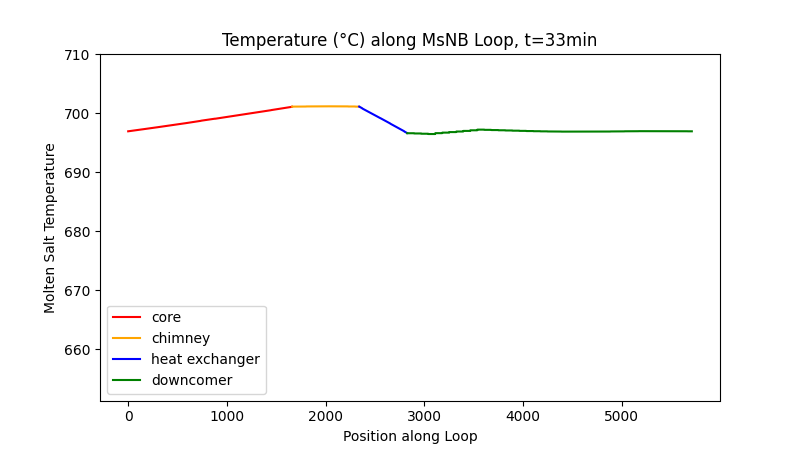 Temperature (°C) along MsNB Loop, t=33min
Molten Salt Temperature
710
700
690
680
670
660
core
chimney
heat exchanger
downcomer
0 1000 2000 3000 4000 5000
Position along Loop